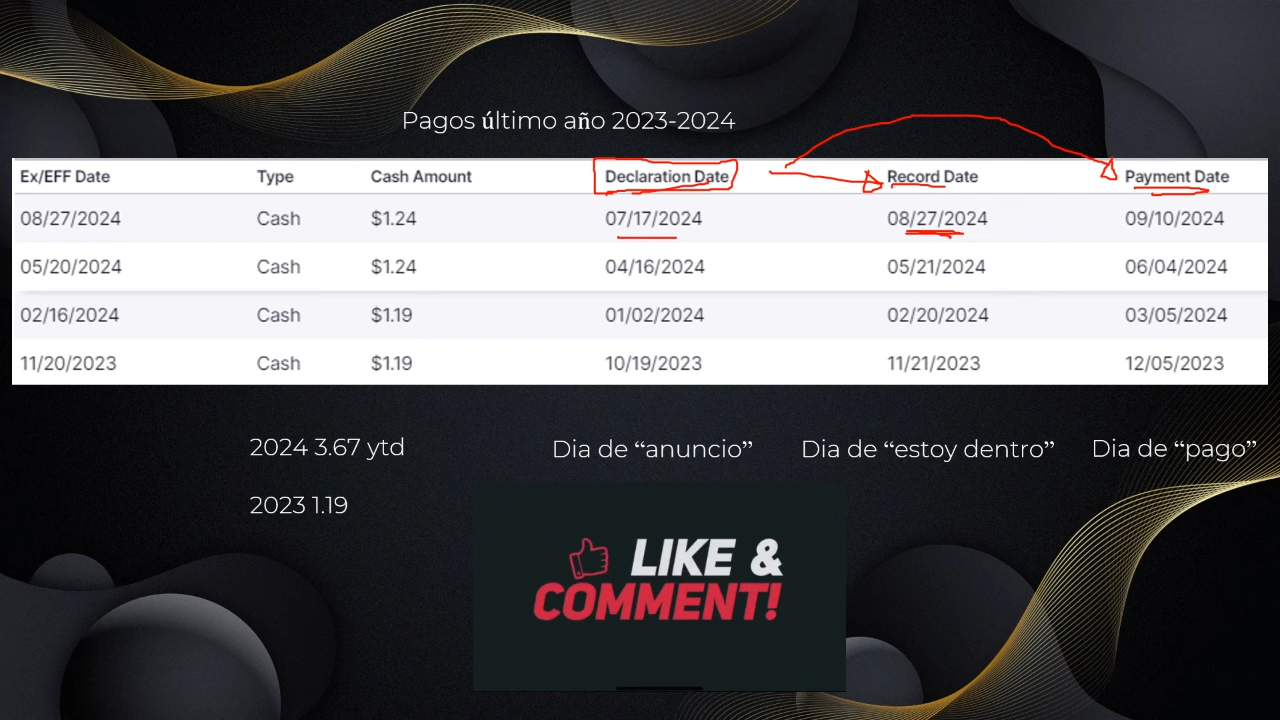 Pagos último año 2023-2024
Ex/EFF Date Type Cash Amount Declaration Date Record Date Payment Date
08/27/2024 Cash $1.24 07/17/2024 08/27/2024 09/10/2024
05/20/2024 Cash $1.24 04/16/2024 05/21/2024 06/04/2024
02/16/2024 Cash $1.19 01/02/2024 02/20/2024 03/05/2024
11/20/2023 Cash $1.19 10/19/2023 11/21/2023 12/05/2023
2024 3.67 ytd Dia de “anuncio” Dia de “estoy dentro” Dia de “pago”
2023 1.19
LIKE &
COMMENT!